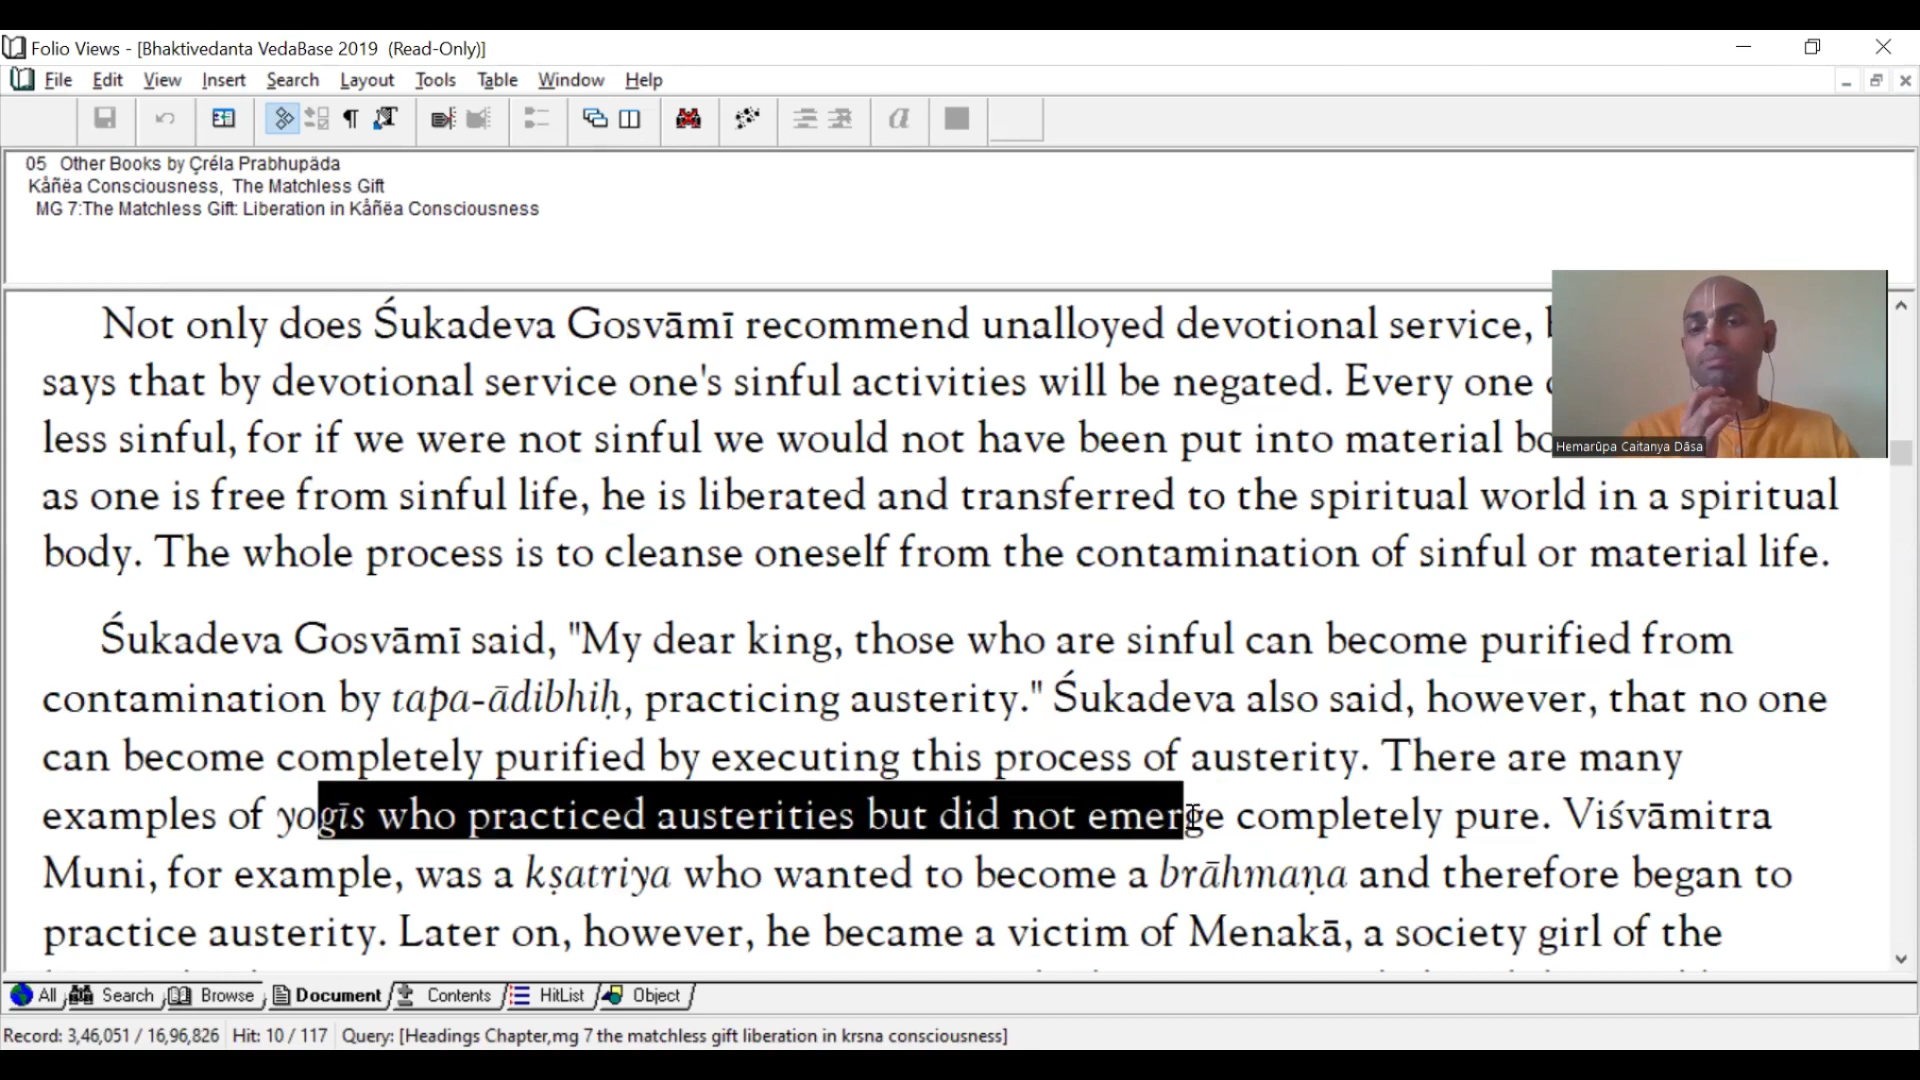 Folio Views - [Bhaktivedanta VedaBase 2019 (Read-Only)]
File Edit View Insert Search Layout Tools Table Window Help
05 Other Books by Çréla Prabhupäda
Kåñëa Consciousness, The Matchless Gift
MG 7:The Matchless Gift: Liberation in Kåñëa Consciousness
Not only does Śukadeva Gosvāmī recommend unalloyed devotional service,
says that by devotional service one's sinful activities will be negated. Every one
less sinful, for if we were not sinful we would not have been put into material
as one is free from sinful life, he is liberated and transferred to the spiritual world in a spiritual
body. The whole process is to cleanse oneself from the contamination of sinful or material life.
Śukadeva Gosvāmī said, "My dear king, those who are sinful can become purified from
contamination by tapa-ādibhiḥ, practicing austerity." Śukadeva also said, however, that no one
can become completely purified by executing this process of austerity. There are many
examples of yogīs who practiced austerities but did not emerge completely pure. Viśvāmitra
Muni, for example, was a kṣatriya who wanted to become a brāhmaṇa and therefore began to
practice austerity. Later on, however, he became a victim of Menakā, a society girl of the
Hemarūpa Caitanya Dāsa
All Search Browse Document Contents HitList Object
Record: 3,46,051 / 16,96,826 Hit: 10 / 117 Query: [Headings Chapter,mg 7 the matchless gift liberation in krsna consciousness]